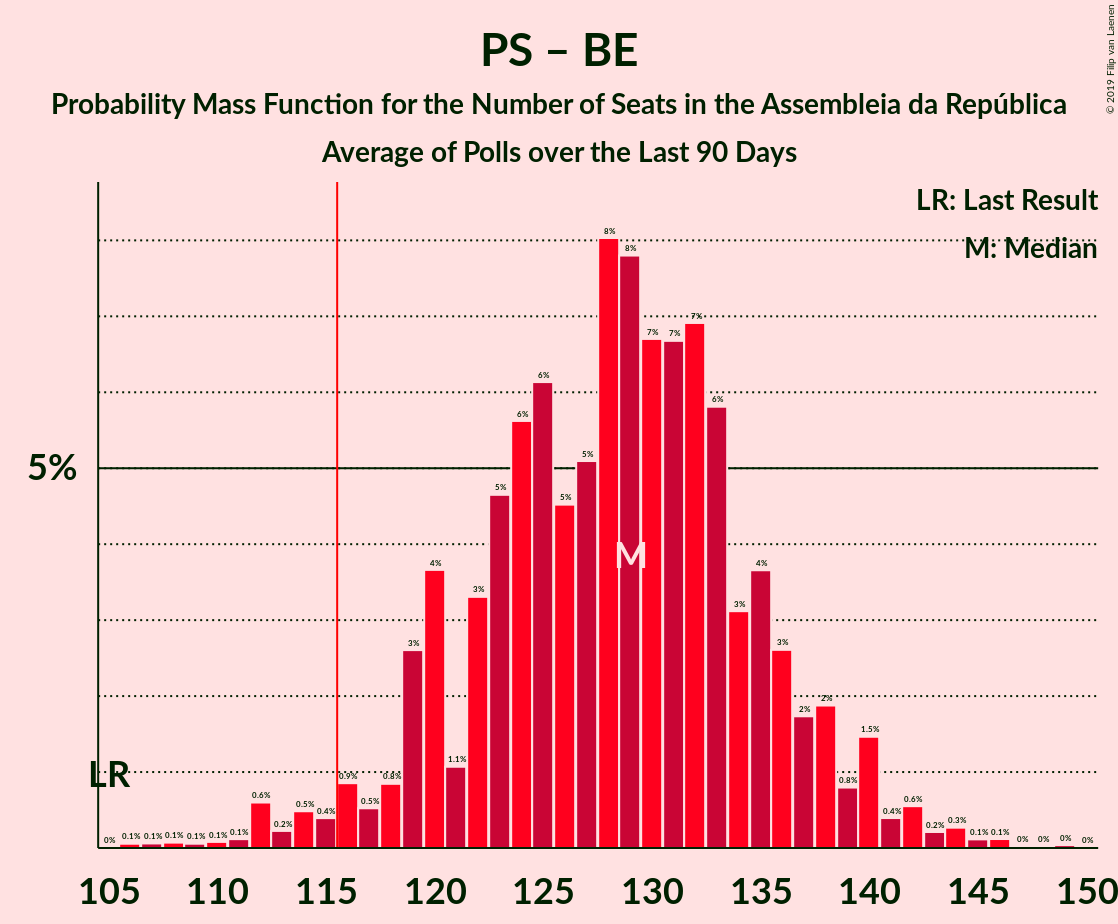 PS – BE
Probability Mass Function for the Number of Seats in the Assembleia da República
Average of Polls over the Last 90 Days
© 2019 Filip van Laenen
LR: Last Result
M: Median
5%
LR
M
0% 0.1% 0.1% 0.1% 0.1% 0.1% 0.1% 0.6% 0.2% 0.5% 0.4% 0.9% 0.5% 0.8% 3% 4% 1.1% 3% 5% 6% 6% 5% 5% 8% 8% 7% 7% 7% 6% 3% 4% 3% 2% 2% 0.8% 1.5% 0.4% 0.6% 0.2% 0.3% 0.1% 0.1% 0% 0% 0% 0%
105 110 115 120 125 130 135 140 145 150